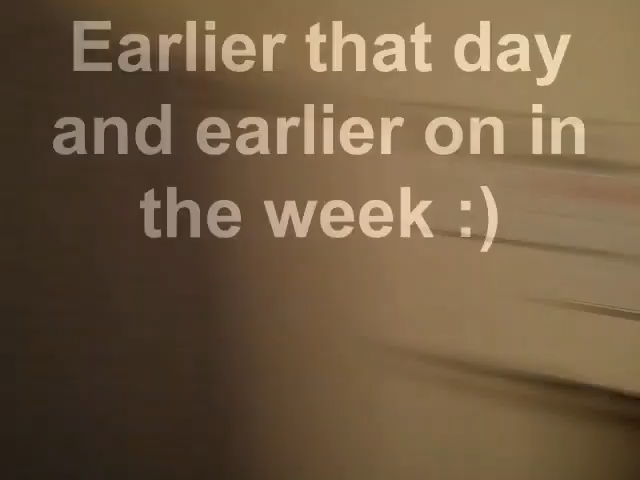 Earlier that day
and earlier on in
the week :)